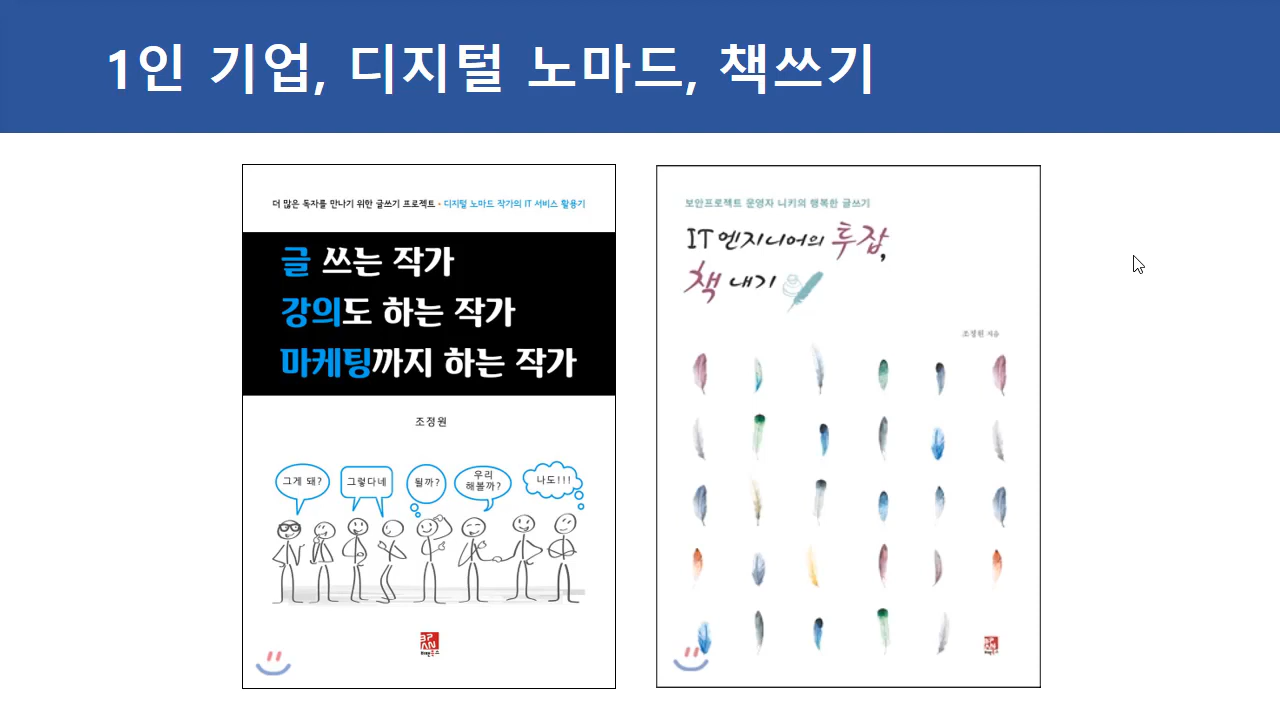 1인 기업, 디지털 노마드, 책쓰기
더 많은 독자를 만나기 위한 글쓰기 프로젝트 • 디지털 노마드 작가의 IT 서비스 활용기
글 쓰는 작가
강의도 하는 작가
마케팅까지 하는 작가
조정원
그게 돼?
그렇다네
될까?
우리
해볼까?
나도!!!
보안프로젝트 운영자 니키의 행복한 글쓰기
IT 엔지니어의 투잡,
책 내기
조정원 지음